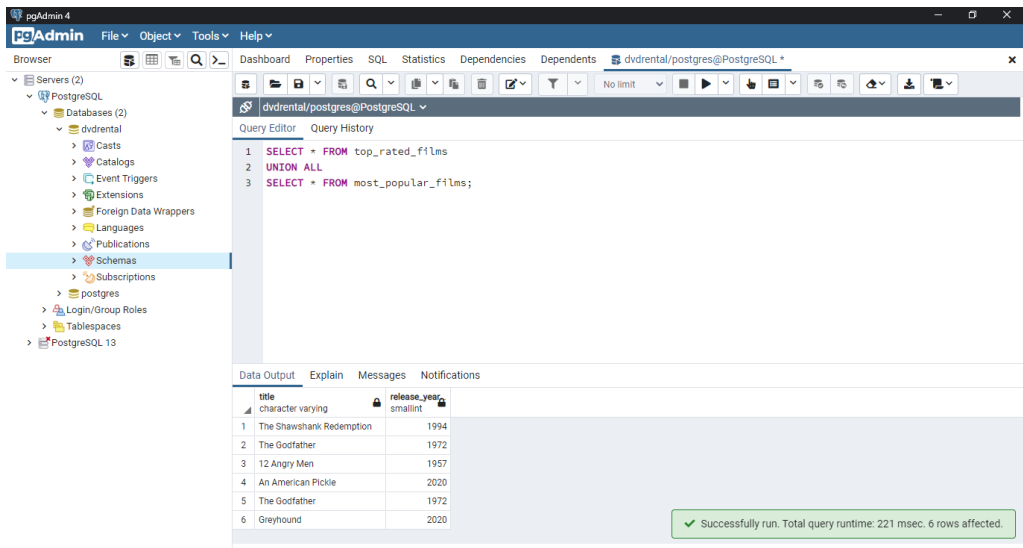 pgAdmin 4
pgAdmin File Object Tools Help
Browser
Dashboard Properties SQL Statistics Dependencies Dependents dvdrental/postgres@PostgreSQL *
Servers (2)
PostgreSQL
Databases (2)
dvdrental
Casts
Catalogs
Event Triggers
Extensions
Foreign Data Wrappers
Languages
Publications
Schemas
Subscriptions
postgres
Login/Group Roles
Tablespaces
PostgreSQL 13
No limit
dvdrental/postgres@PostgreSQL
Query Editor Query History
1 SELECT * FROM top_rated_films
2 UNION ALL
3 SELECT * FROM most_popular_films;
Data Output Explain Messages Notifications
title release_year
character varying smallint
1 The Shawshank Redemption 1994
2 The Godfather 1972
3 12 Angry Men 1957
4 An American Pickle 2020
5 The Godfather 1972
6 Greyhound 2020
Successfully run. Total query runtime: 221 msec. 6 rows affected.